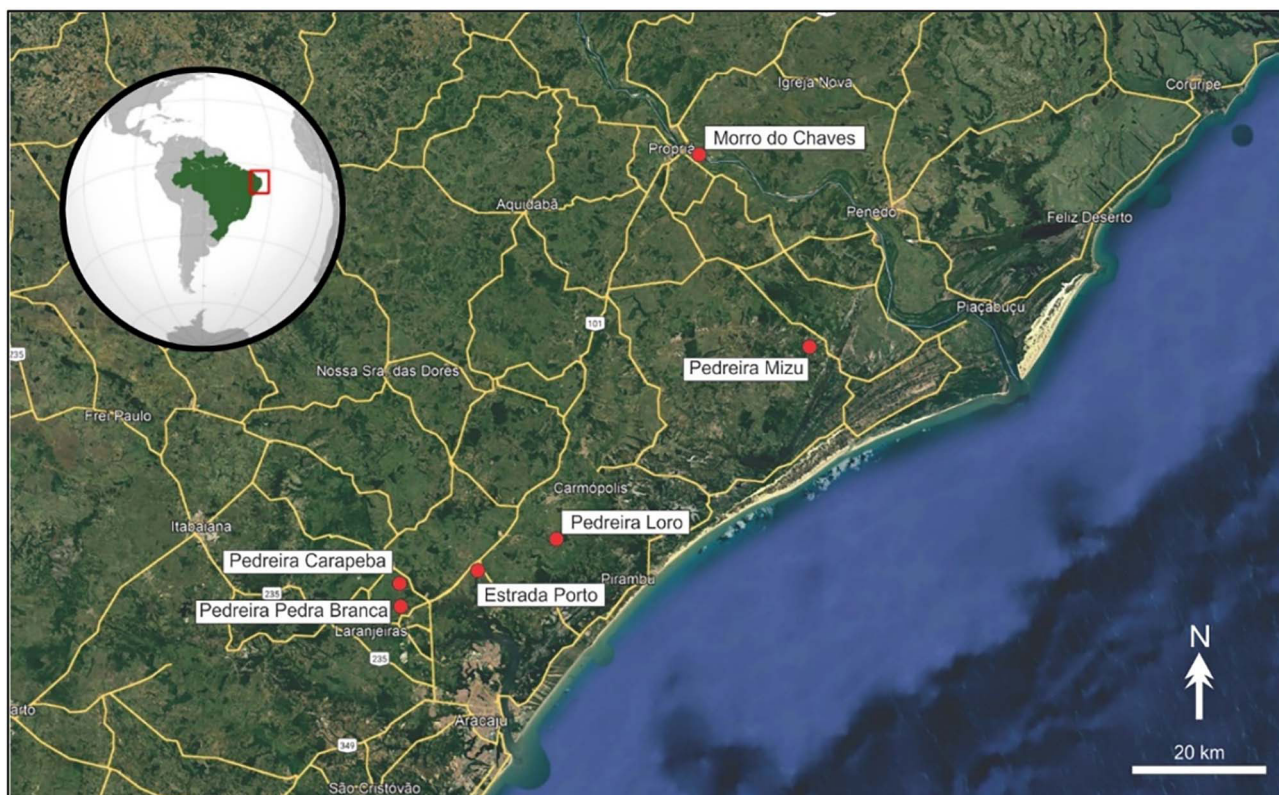 Igreja Nova
Coruripe
Morro do Chaves
Propriá
Aquidabã
Penedo
Feliz Deserto
Piaçabuçu
101
235
Pedreira Mizu
Nossa Sra. das Dores
Frei Paulo
Carmópolis
Pedreira Loro
Itabaiana
Pedreira Carapeba
Pirambu
235
Estrada Porto
Pedreira Pedra Branca
Laranjeiras
235
N
arto
Aracaju
349
20 km
São Cristóvão